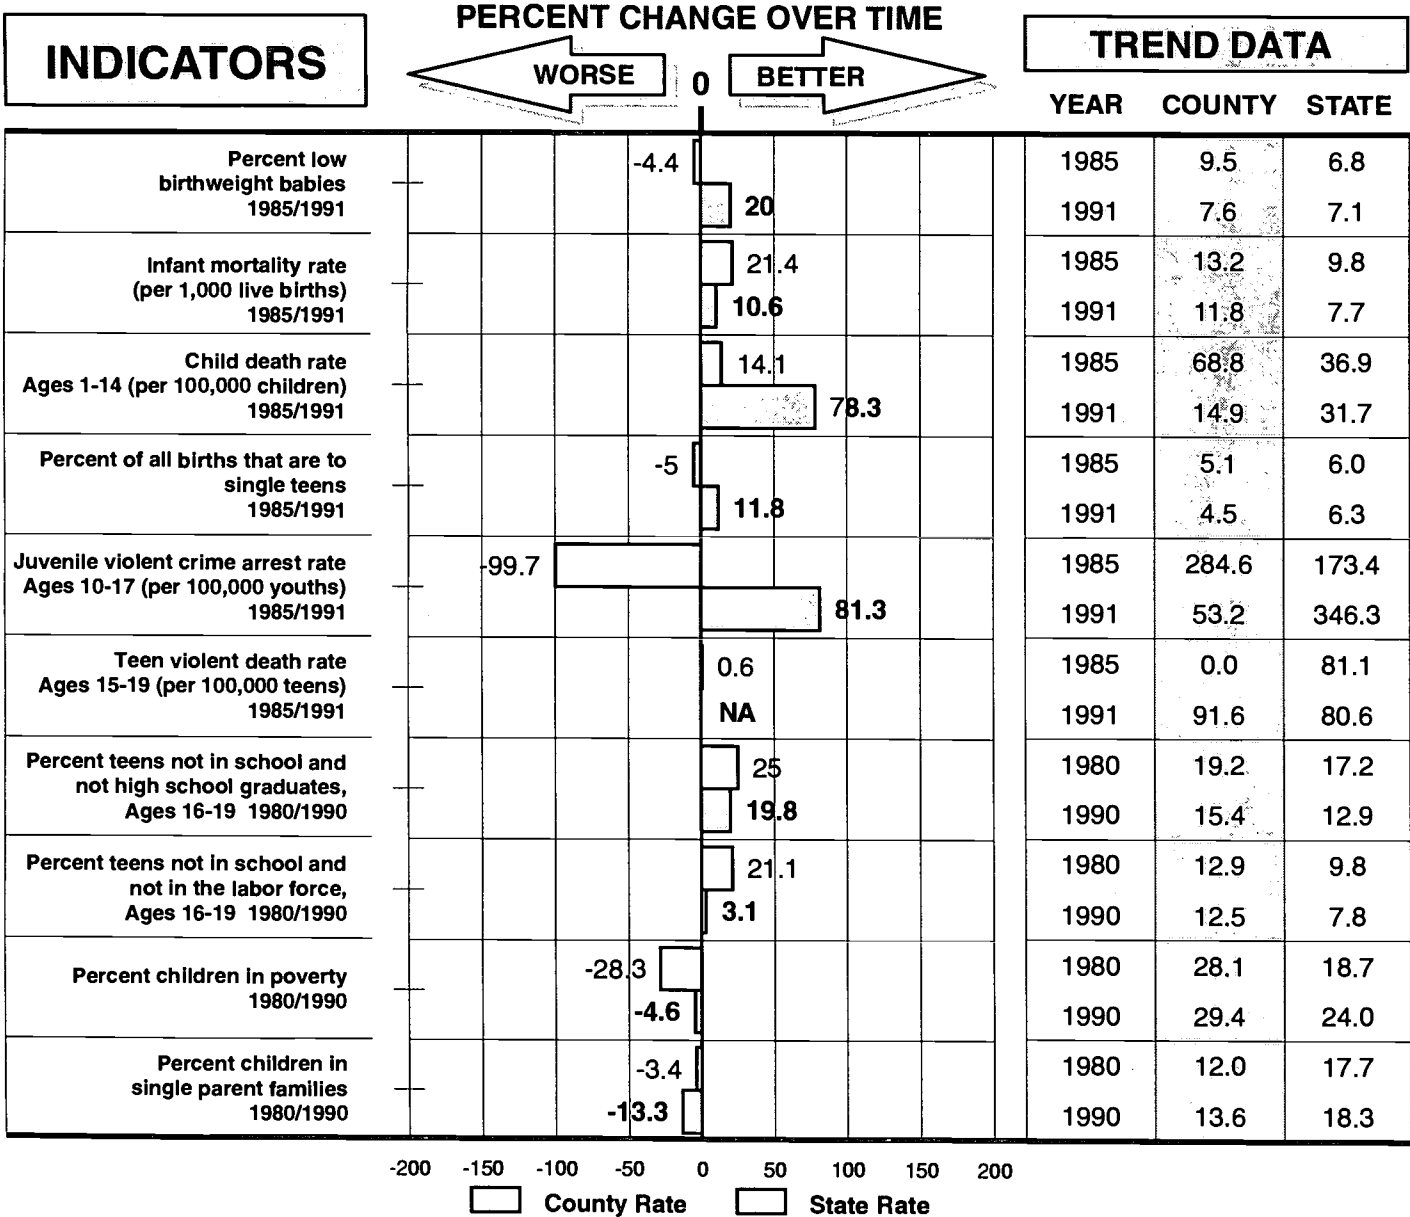 PERCENT CHANGE OVER TIME
INDICATORS
WORSE
0
BETTER
TREND DATA
YEAR COUNTY STATE
Percent low
birthweight babies
1985/1991
-4.4
20
1985 9.5 6.8
1991 7.6 7.1
Infant mortality rate
(per 1,000 live births)
1985/1991
21.4
10.6
1985 13.2 9.8
1991 11.8 7.7
Child death rate
Ages 1-14 (per 100,000 children)
1985/1991
14.1
78.3
1985 68.8 36.9
1991 14.9 31.7
Percent of all births that are to
single teens
1985/1991
-5
11.8
1985 5.1 6.0
1991 4.5 6.3
Juvenile violent crime arrest rate
Ages 10-17 (per 100,000 youths)
1985/1991
-99.7
81.3
1985 284.6 173.4
1991 53.2 346.3
Teen violent death rate
Ages 15-19 (per 100,000 teens)
1985/1991
0.6
NA
1985 0.0 81.1
1991 91.6 80.6
Percent teens not in school and
not high school graduates,
Ages 16-19 1980/1990
25
19.8
1980 19.2 17.2
1990 15.4 12.9
Percent teens not in school and
not in the labor force,
Ages 16-19 1980/1990
21.1
3.1
1980 12.9 9.8
1990 12.5 7.8
Percent children in poverty
1980/1990
-28.3
-4.6
1980 28.1 18.7
1990 29.4 24.0
Percent children in
single parent families
1980/1990
-3.4
-13.3
1980 12.0 17.7
1990 13.6 18.3
-200 -150 -100 -50 0 50 100 150 200
County Rate State Rate